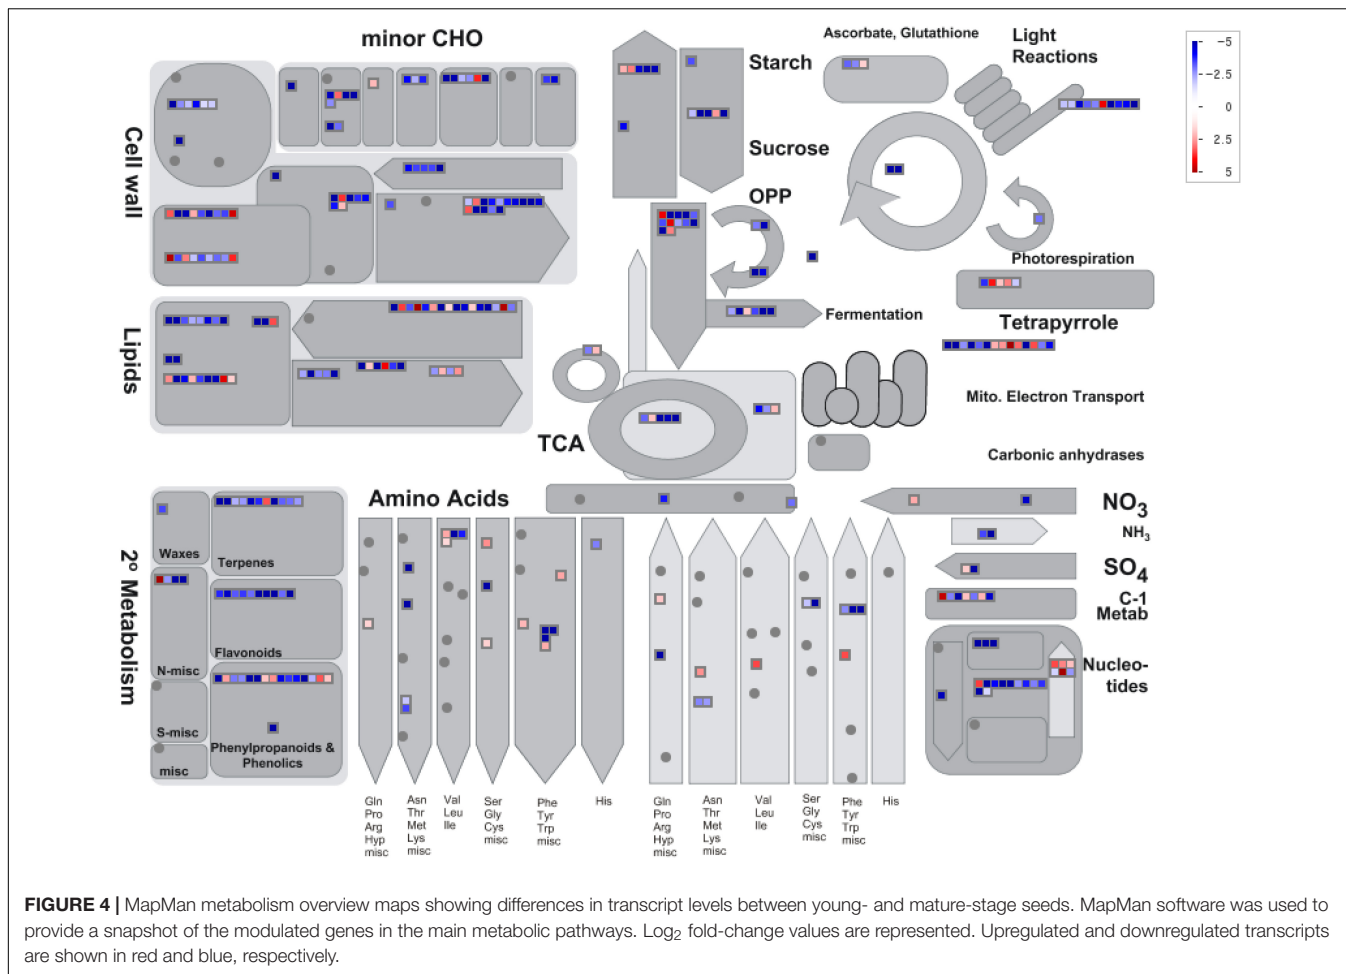 minor CHO
Cell wall
Lipids
2º Metabolism
Starch
Sucrose
OPP
Ascorbate, Glutathione
Light
Reactions
−5
−2.5
0
2.5
5
Photorespiration
Fermentation
Tetrapyrrole
Mito. Electron Transport
TCA
Carbonic anhydrases
Amino Acids
NO3
NH3
SO4
C-1
Metab
Nucleo-
tides
Waxes
Terpenes
N-misc
Flavonoids
S-misc
misc
Phenylpropanoids &
Phenolics
Gln
Pro
Arg
Hyp
misc
Asn
Thr
Met
Lys
misc
Val
Leu
Ile
Ser
Gly
Cys
misc
Phe
Tyr
Trp
misc
His
Gln
Pro
Arg
Hyp
misc
Asn
Thr
Met
Lys
misc
Val
Leu
Ile
Ser
Gly
Cys
misc
Phe
Tyr
Trp
misc
His
FIGURE 4 | MapMan metabolism overview maps showing differences in transcript levels between young- and mature-stage seeds. MapMan software was used to
provide a snapshot of the modulated genes in the main metabolic pathways. Log2 fold-change values are represented. Upregulated and downregulated transcripts
are shown in red and blue, respectively.